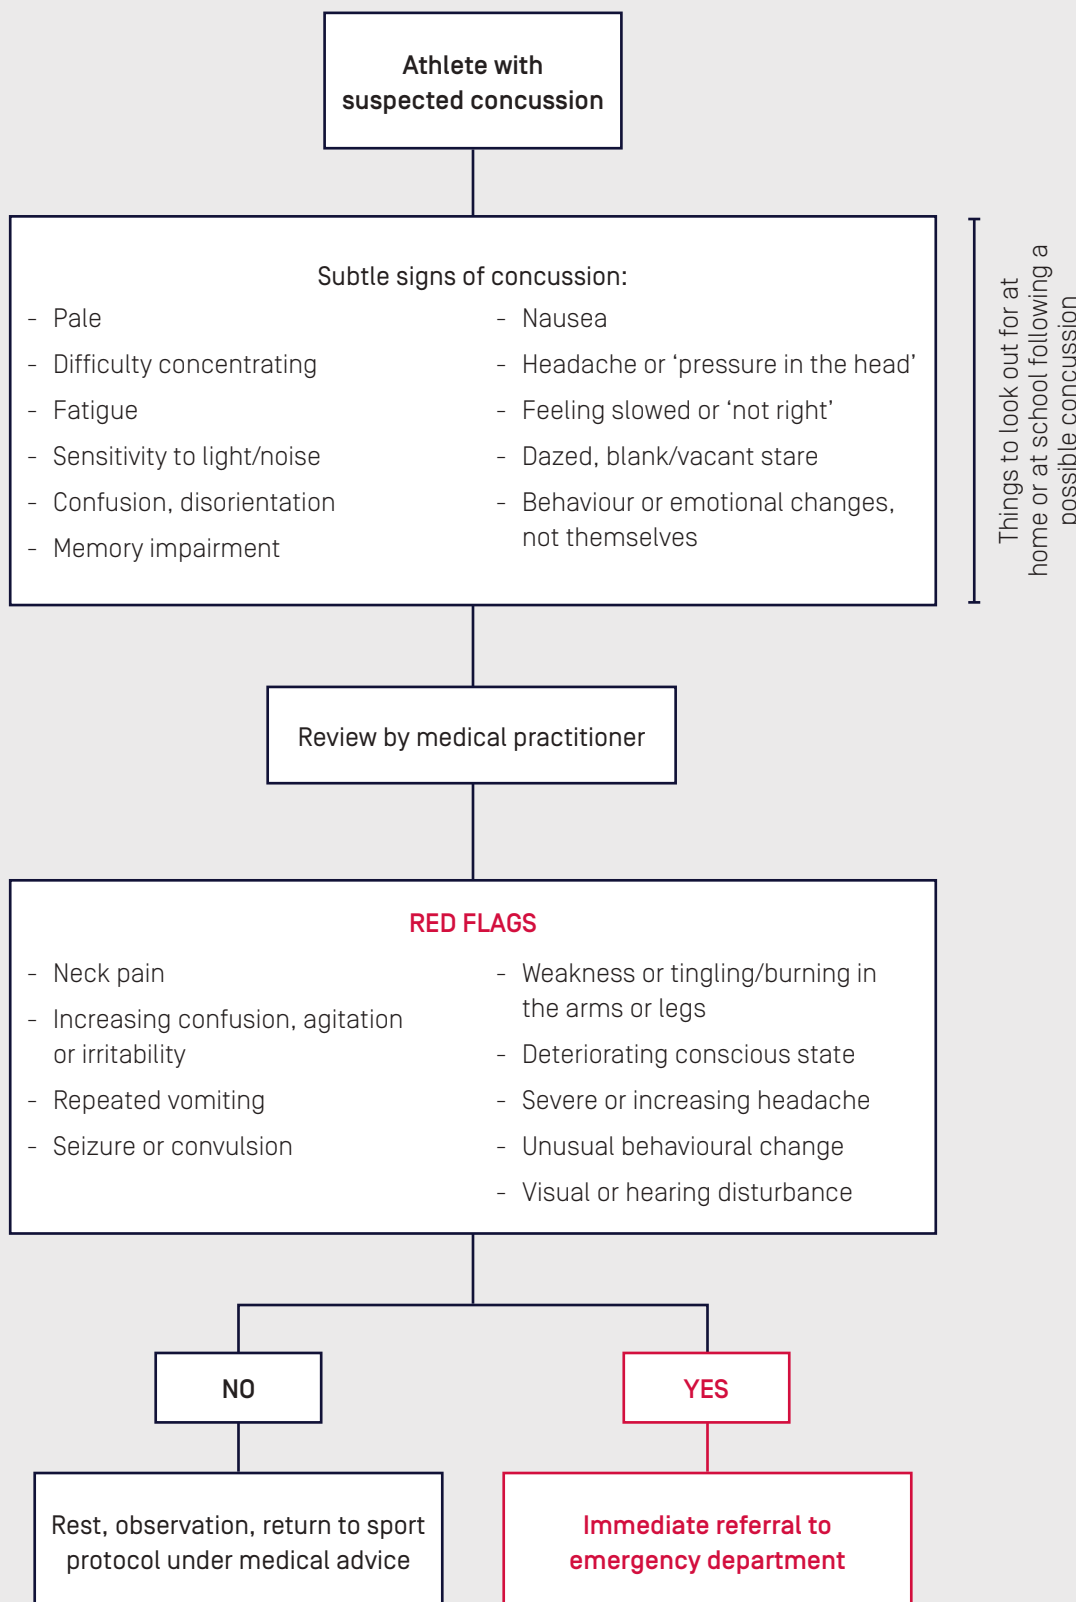 Athlete with
suspected concussion
Subtle signs of concussion:
- Pale
- Difficulty concentrating
- Fatigue
- Sensitivity to light/noise
- Confusion, disorientation
- Memory impairment
- Nausea
- Headache or ‘pressure in the head’
- Feeling slowed or ‘not right’
- Dazed, blank/vacant stare
- Behaviour or emotional changes,
not themselves
Things to look out for at
home or at school following a
possible concussion
Review by medical practitioner
RED FLAGS
- Neck pain
- Increasing confusion, agitation
or irritability
- Repeated vomiting
- Seizure or convulsion
- Weakness or tingling/burning in
the arms or legs
- Deteriorating conscious state
- Severe or increasing headache
- Unusual behavioural change
- Visual or hearing disturbance
NO
YES
Rest, observation, return to sport
protocol under medical advice
Immediate referral to
emergency department